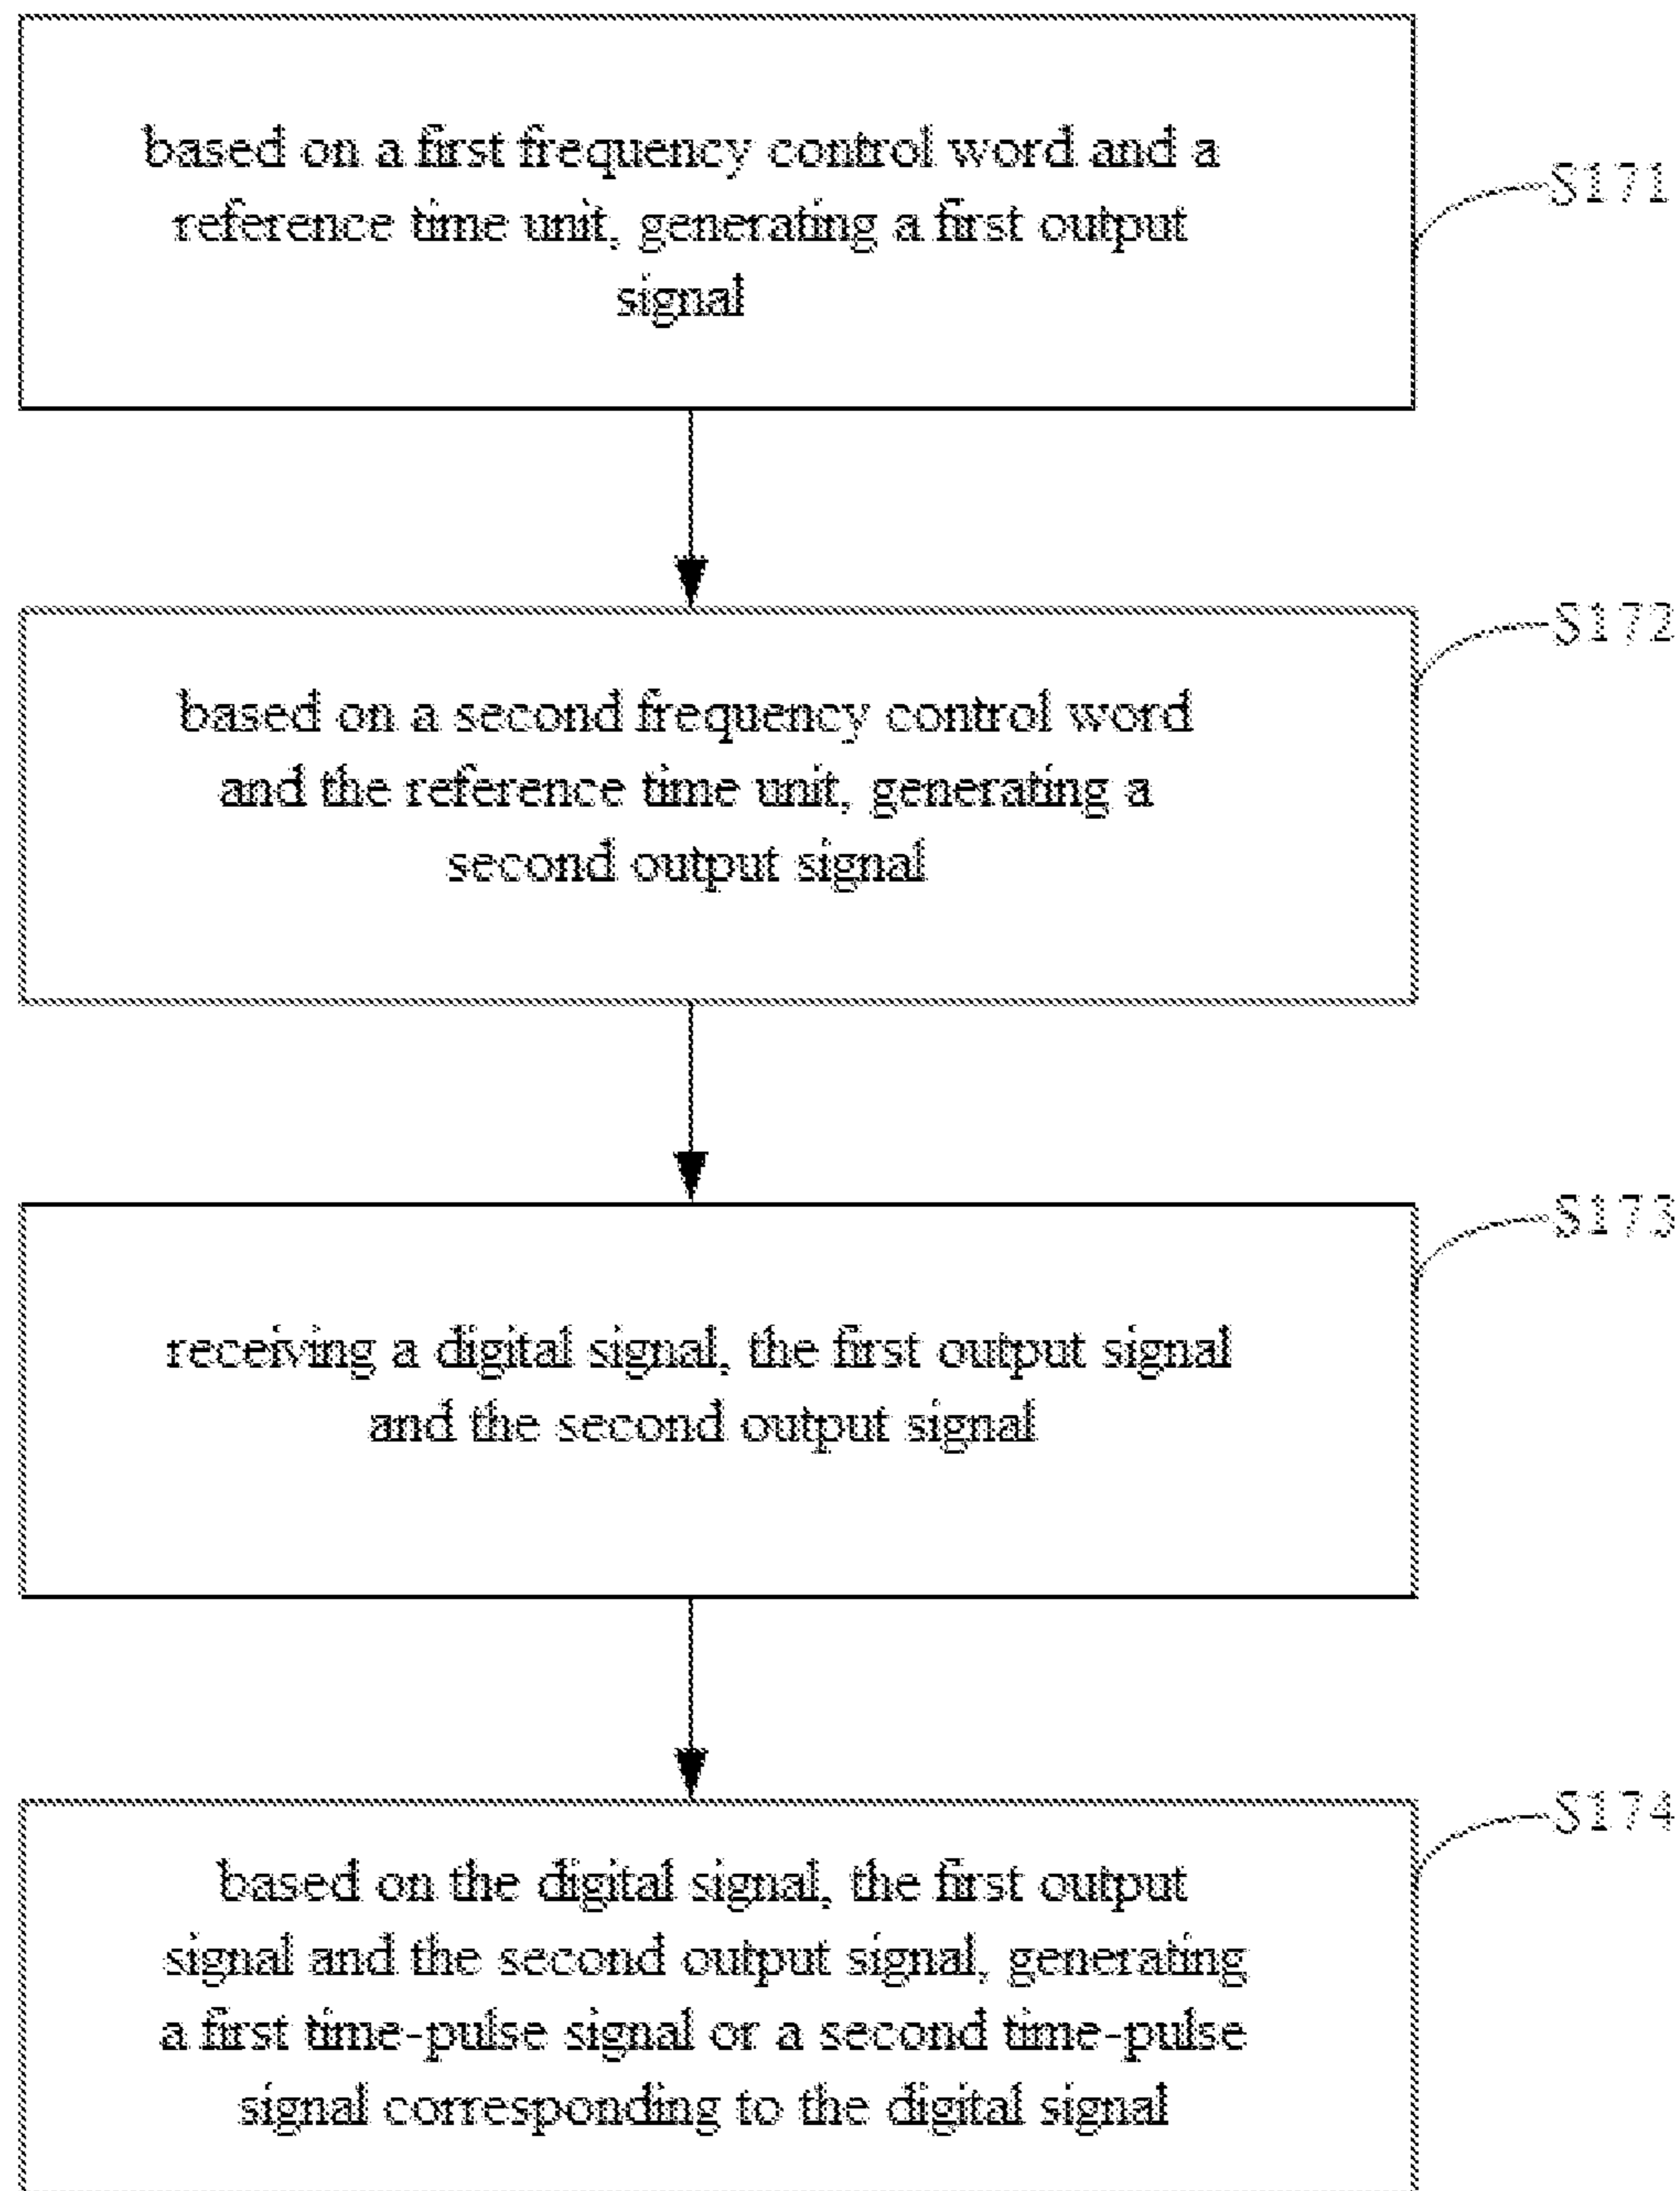 based on a first frequency control word and a
reference time unit, generating a first output
signal
S171
based on a second frequency control word
and the reference time unit, generating a
second output signal
S172
receiving a digital signal, the first output signal
and the second output signal
S173
based on the digital signal, the first output
signal and the second output signal, generating
a first time-pulse signal or a second time-pulse
signal corresponding to the digital signal
S174